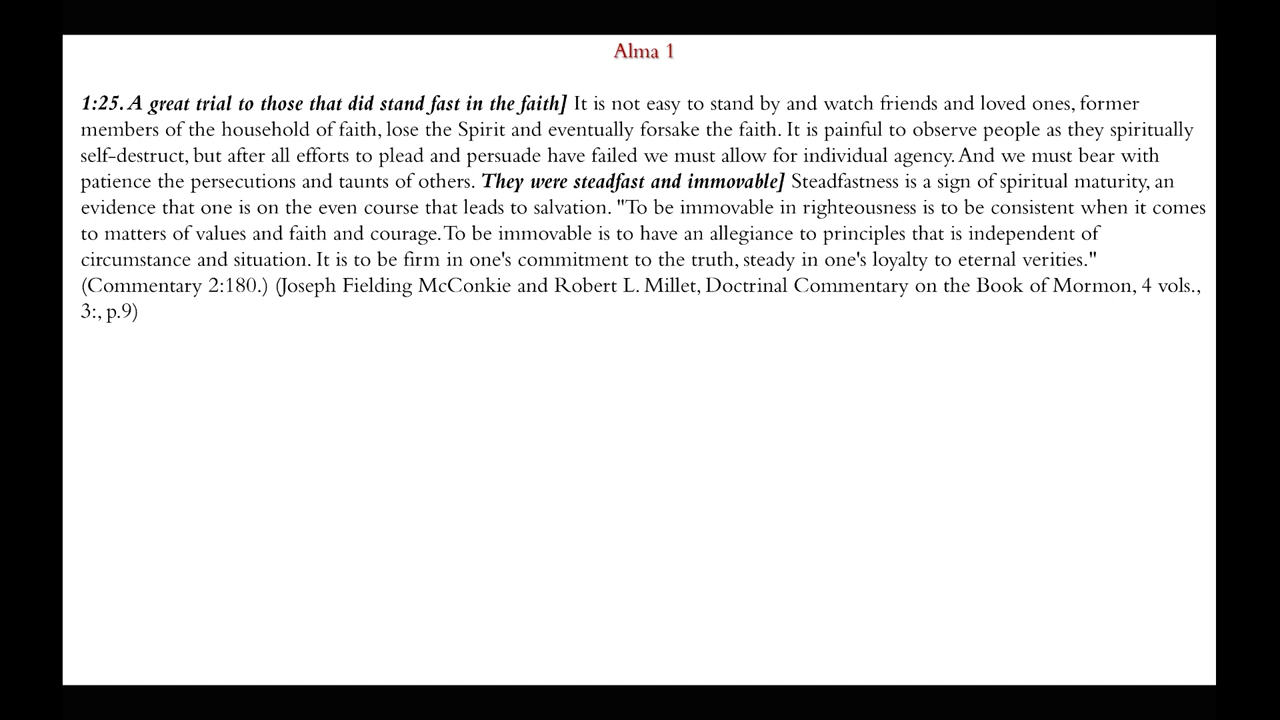 Alma 1
1:25. A great trial to those that did stand fast in the faith] It is not easy to stand by and watch friends and loved ones, former
members of the household of faith, lose the Spirit and eventually forsake the faith. It is painful to observe people as they spiritually
self-destruct, but after all efforts to plead and persuade have failed we must allow for individual agency. And we must bear with
patience the persecutions and taunts of others. They were steadfast and immovable] Steadfastness is a sign of spiritual maturity, an
evidence that one is on the even course that leads to salvation. "To be immovable in righteousness is to be consistent when it comes
to matters of values and faith and courage. To be immovable is to have an allegiance to principles that is independent of
circumstance and situation. It is to be firm in one's commitment to the truth, steady in one's loyalty to eternal verities."
(Commentary 2:180.) (Joseph Fielding McConkie and Robert L. Millet, Doctrinal Commentary on the Book of Mormon, 4 vols.,
3:, p.9)